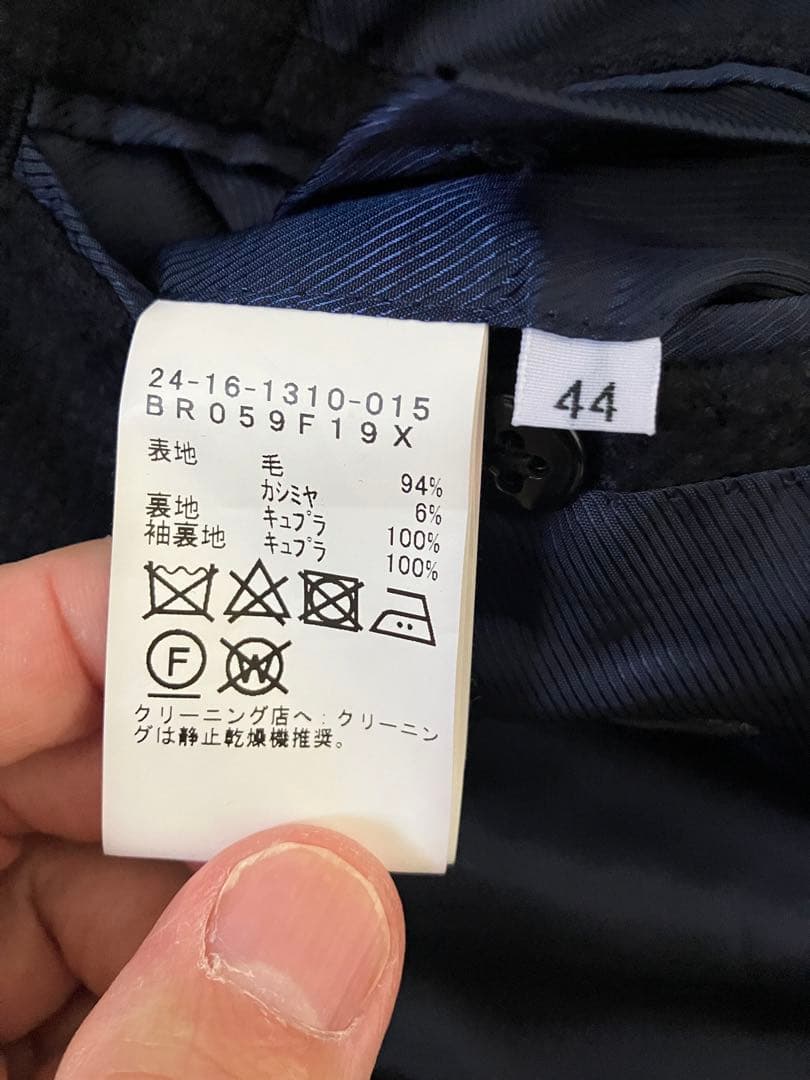 24-16-1310-015
BR059F19X
表地 毛 94%
カシミヤ 6%
裏地 キュプラ 100%
袖裏地 キュプラ 100%
F W
クリーニング店へ:クリーニン
グは静止乾燥機推奨。
44